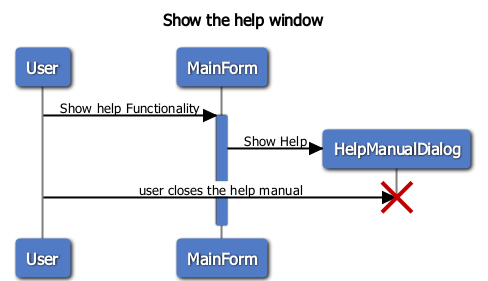 Show the help window
User
MainForm
Show help Functionality
Show Help
HelpManualDialog
user closes the help manual
User
MainForm